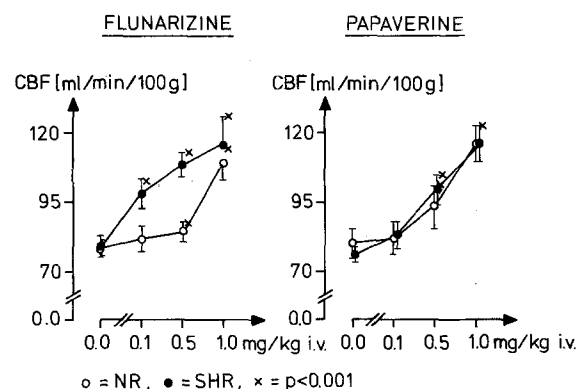 FLUNARIZINE PAPAVERINE
CBF [ml/min/100g] CBF [ml/min/100g]
120 120
95 95
70 70
0.0 0.0
0.0 0.1 0.5 1.0 mg/kg i.v. 0.0 0.1 0.5 1.0 mg/kg i.v.
o = NR, ● = SHR, × = p<0.001